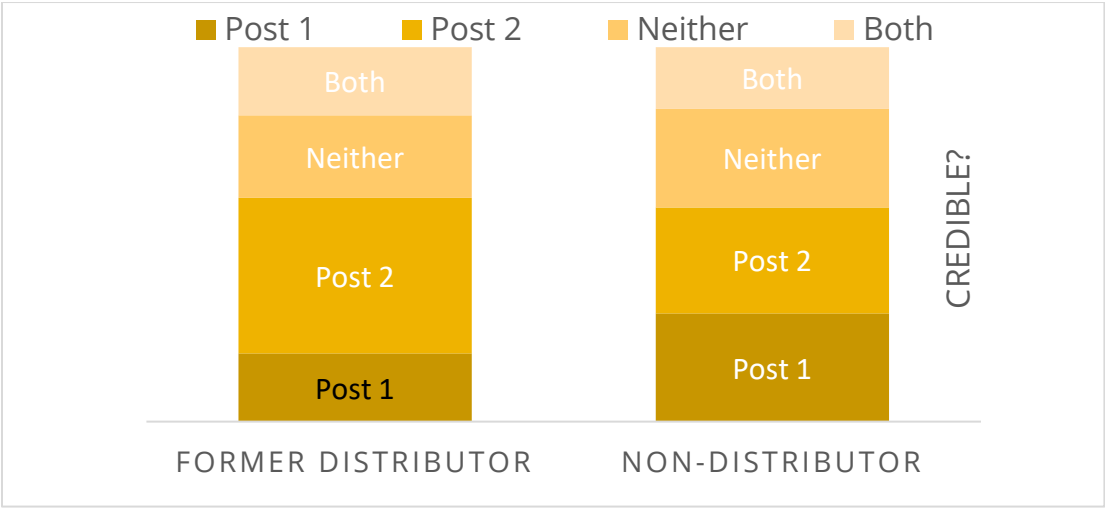 Post 1 Post 2 Neither Both
Both
Neither
Post 2
Post 1
Both
Neither
Post 2
Post 1
CREDIBLE?
FORMER DISTRIBUTOR NON-DISTRIBUTOR